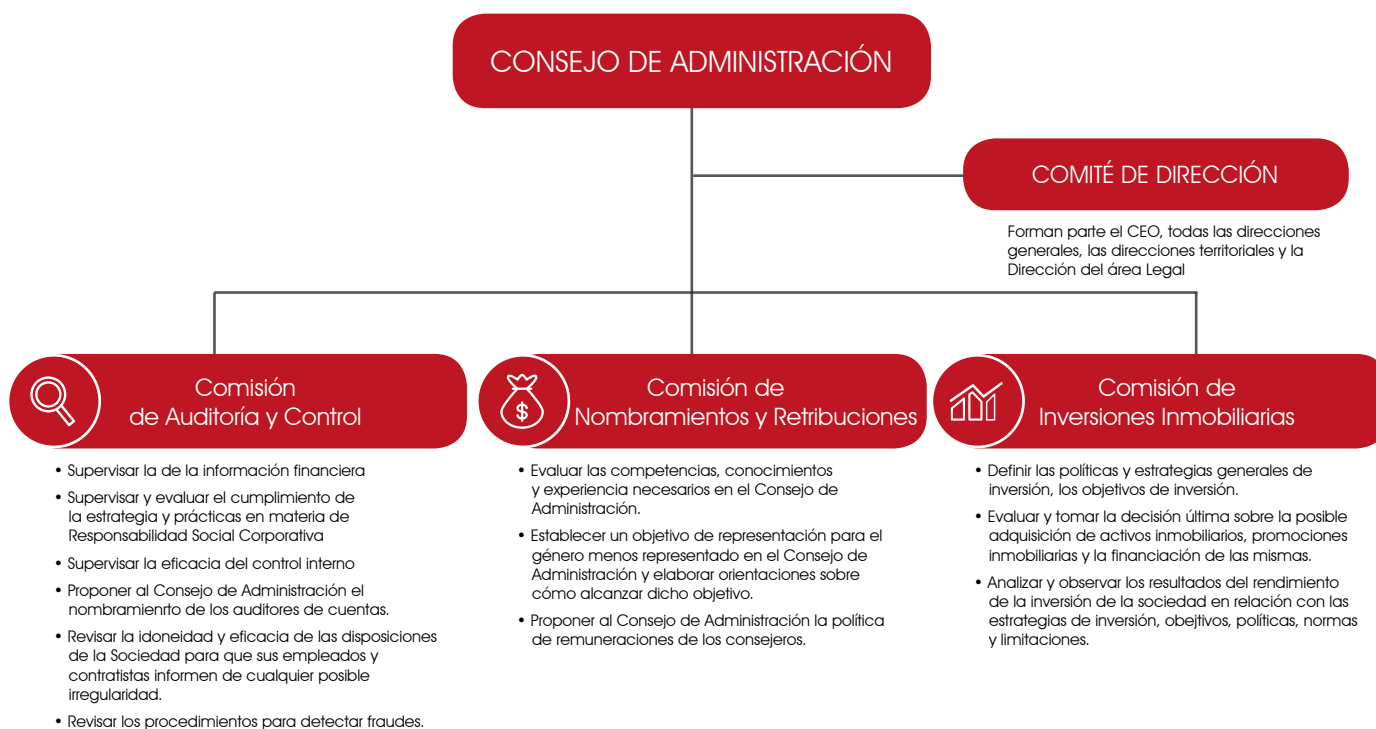 CONSEJO DE ADMINISTRACIÓN
COMITÉ DE DIRECCIÓN
Forman parte el CEO, todas las direcciones
generales, las direcciones territoriales y la
Dirección del área Legal
Comisión
de Auditoría y Control
• Supervisar la de la información financiera
• Supervisar y evaluar el cumplimiento de
la estrategia y prácticas en materia de
Responsabilidad Social Corporativa
• Supervisar la eficacia del control interno
• Proponer al Consejo de Administración el
nombramienrto de los auditores de cuentas.
• Revisar la idoneidad y eficacia de las disposiciones
de la Sociedad para que sus empleados y
contratistas informen de cualquier posible
irregularidad.
• Revisar los procedimientos para detectar fraudes.
$
Comisión de
Nombramientos y Retribuciones
• Evaluar las competencias, conocimientos
y experiencia necesarios en el Consejo de
Administración.
• Establecer un objetivo de representación para el
género menos representado en el Consejo de
Administración y elaborar orientaciones sobre
cómo alcanzar dicho objetivo.
• Proponer al Consejo de Administración la política
de remuneraciones de los consejeros.
Comisión de
Inversiones Inmobiliarias
• Definir las políticas y estrategias generales de
inversión, los objetivos de inversión.
• Evaluar y tomar la decisión última sobre la posible
adquisición de activos inmobiliarios, promociones
inmobiliarias y la financiación de las mismas.
• Analizar y observar los resultados del rendimiento
de la inversión de la sociedad en relación con las
estrategias de inversión, obejtivos, políticas, normas
y limitaciones.